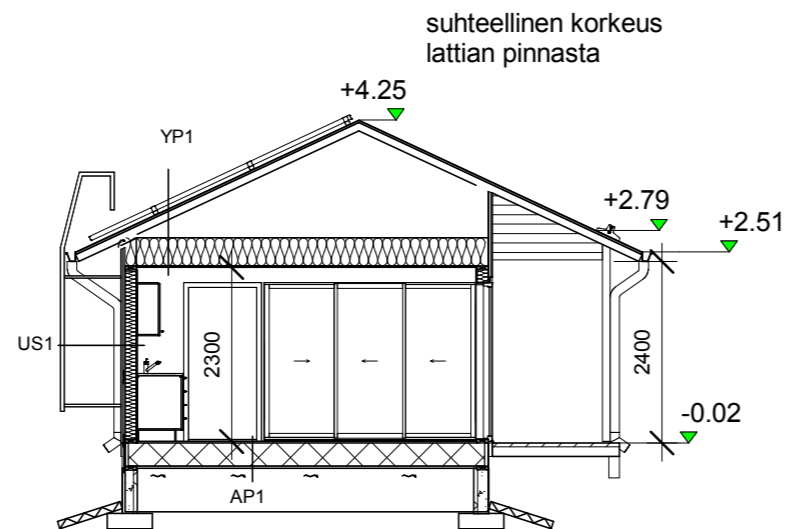 suhteellinen korkeus
lattian pinnasta
+4.25
YP1
+2.79
+2.51
US1
2300
2400
-0.02
AP1